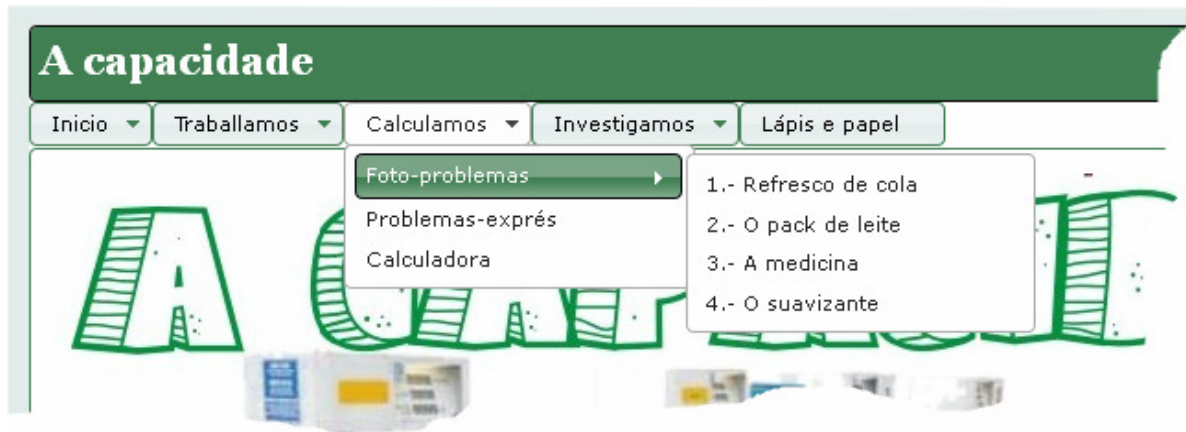 A capacidade
Inicio Traballamos Calculamos Investigamos Lápis e papel
Foto-problemas
Problemas-exprés
Calculadora
1.- Refresco de cola
2.- O pack de leite
3.- A medicina
4.- O suavizante
A CAPACI